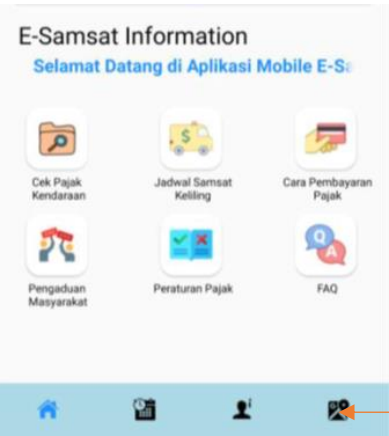 E-Samsat Information
Selamat Datang di Aplikasi Mobile E-Sa
Cek Pajak
Kendaraan
Jadwal Samsat
Keliling
Cara Pembayaran
Pajak
Pengaduan
Masyarakat
Peraturan Pajak
FAQ